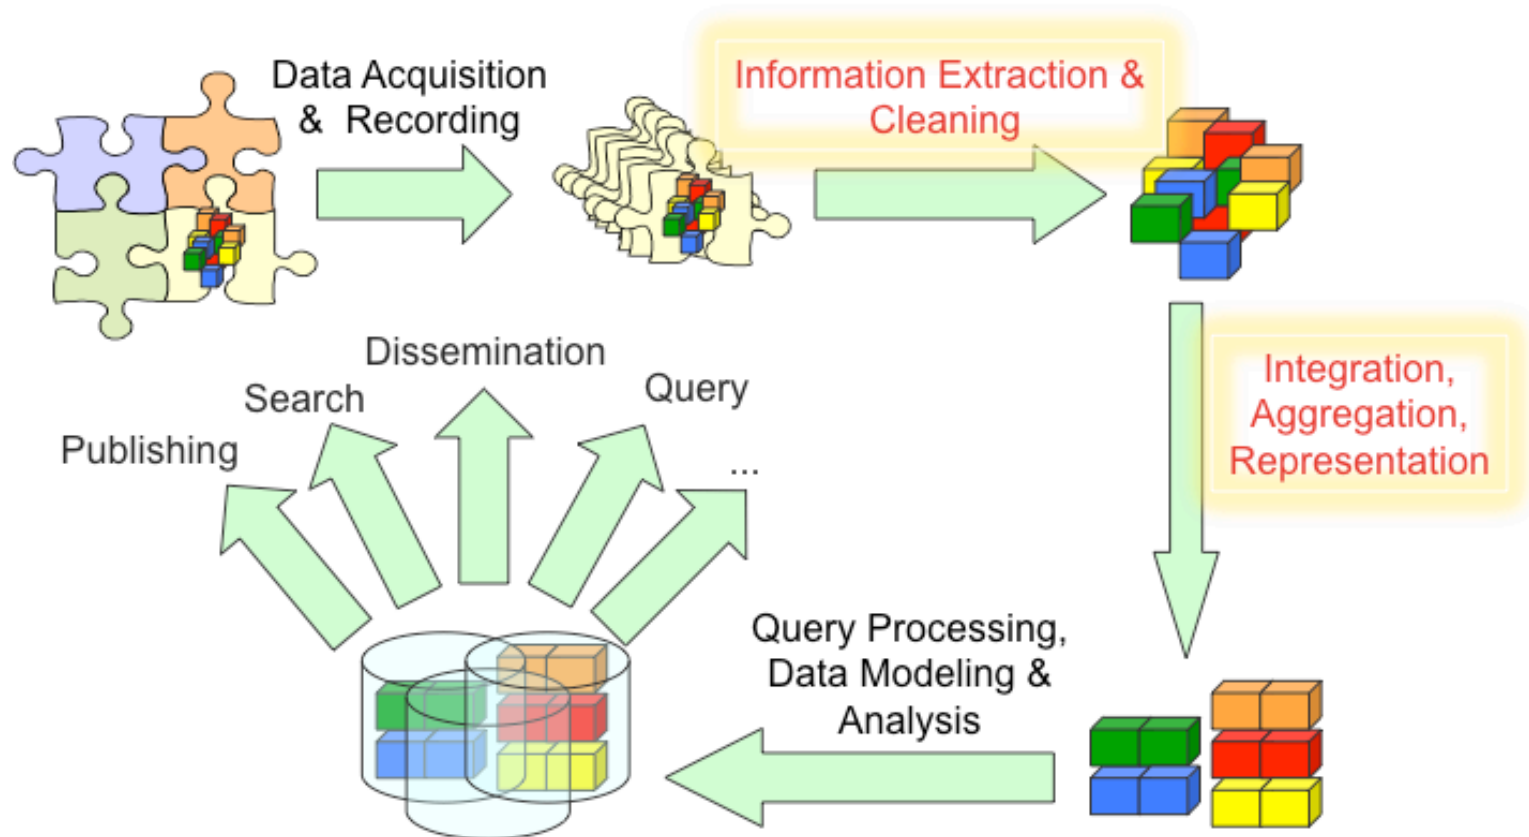 Data Acquisition
& Recording
Information Extraction &
Cleaning
Integration,
Aggregation,
Representation
Query Processing,
Data Modeling &
Analysis
Publishing
Search
Dissemination
Query
...